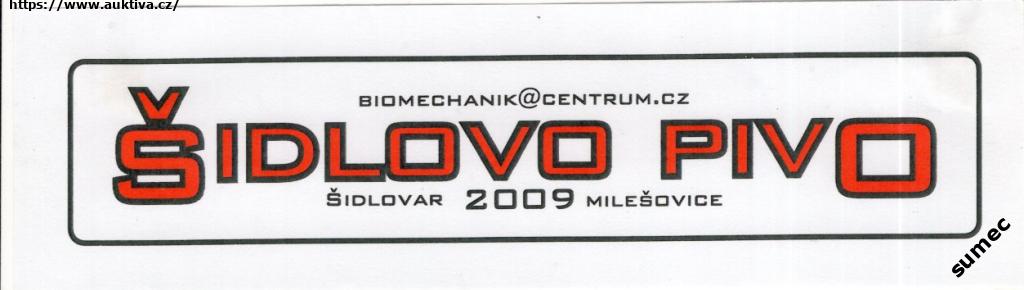 https://www.auktiva.cz/
BIOMECHANIK@CENTRUM.CZ
ŠIDLOVO PIVO
ŠIDLOVAR 2009 MILEŠOVICE
sumec